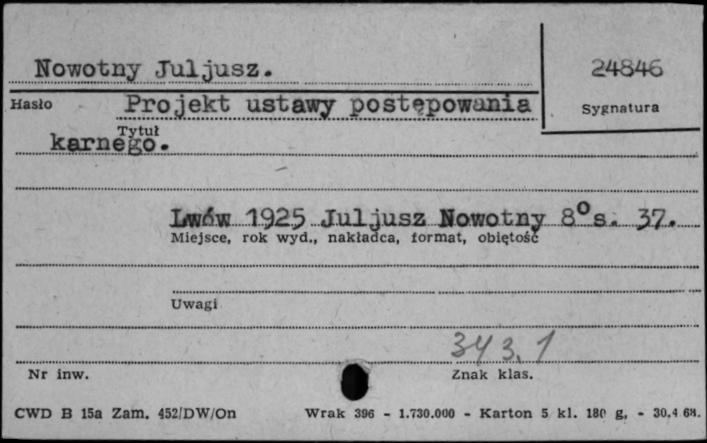 Nowotny Juljusz.
24846
Hasło
Projekt ustawy postępowania
Sygnatura
Tytuł
karnego.
Lwów 1925 Juljusz Nowotny 8° s. 37.
Miejsce, rok wyd., nakładca, format, obiętość
Uwagi
343.1
Nr inw.
Znak klas.
CWD B 15a Zam. 452/DW/On
Wrak 396 - 1.730.000 - Karton 5 kl. 180 g, - 30.4 68.